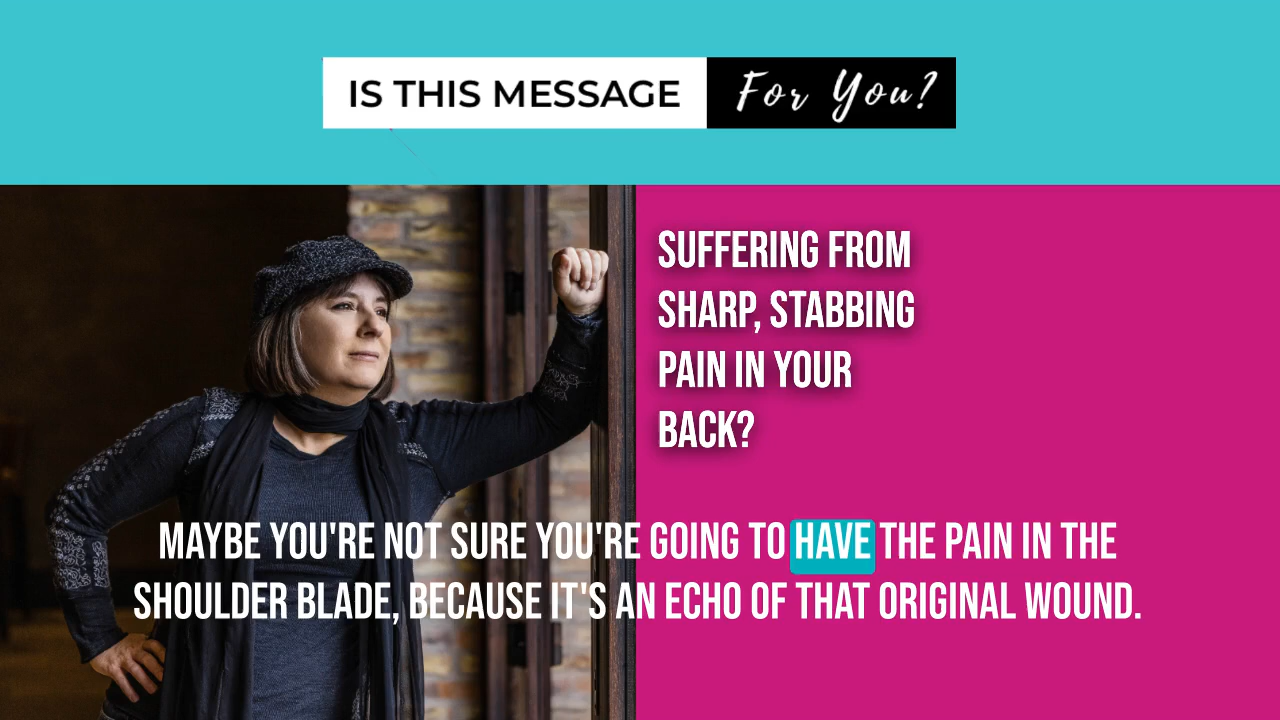 IS THIS MESSAGE For You?
SUFFERING FROM
SHARP, STABBING
PAIN IN YOUR
BACK?
MAYBE YOU'RE NOT SURE YOU'RE GOING TO HAVE THE PAIN IN THE
SHOULDER BLADE, BECAUSE IT'S AN ECHO OF THAT ORIGINAL WOUND.